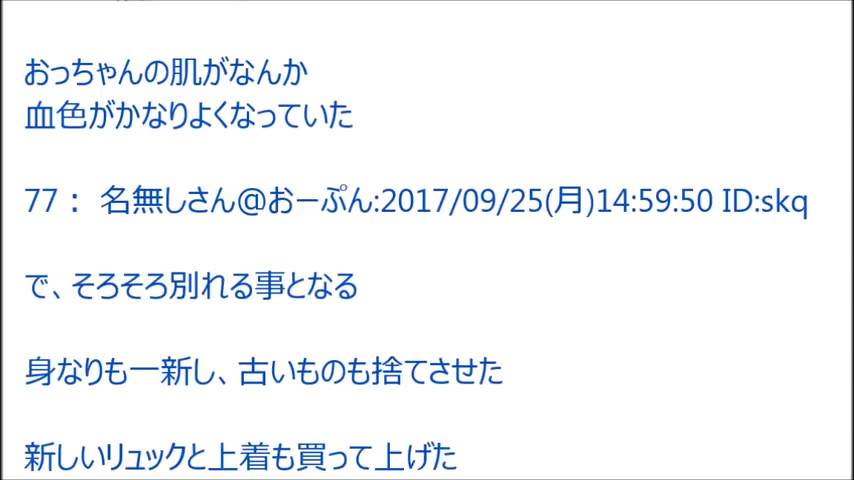 おっちゃんの肌がなんか
血色がかなりよくなっていた
77： 名無しさん@おーぷん:2017/09/25(月)14:59:50 ID:skq
で、そろそろ別れる事となる
身なりも一新し、古いものも捨てさせた
新しいリュックと上着も買って上げた